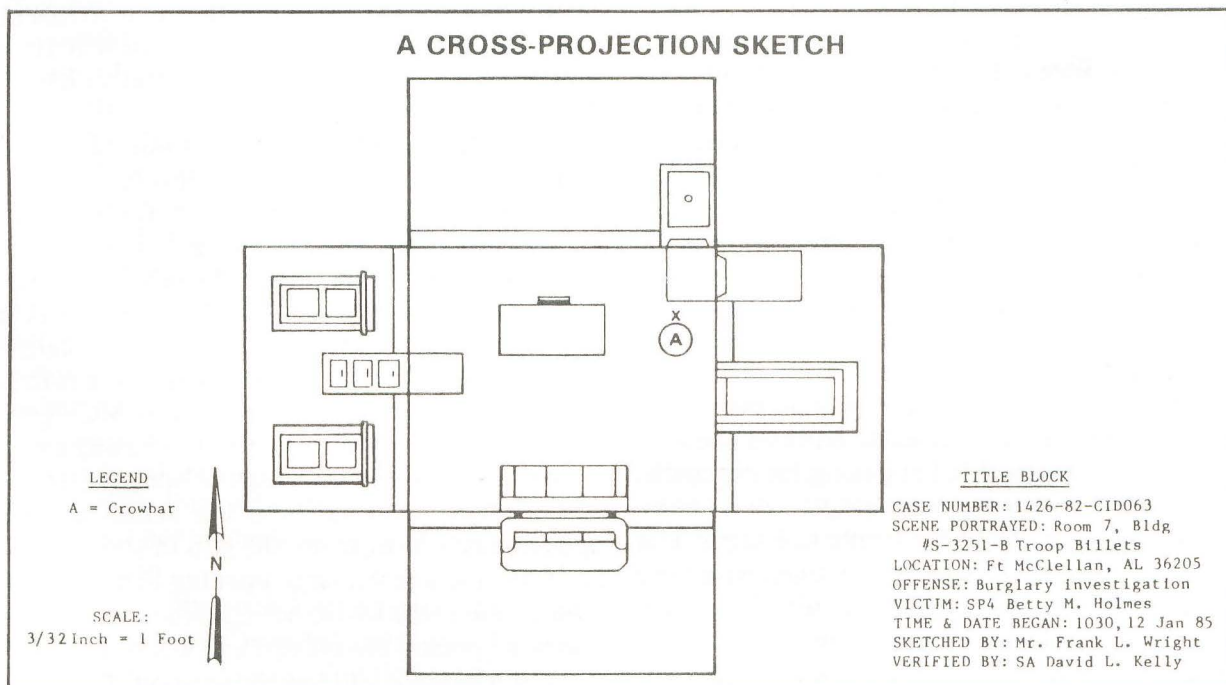 A CROSS-PROJECTION SKETCH
X
A
LEGEND
A = Crowbar
N
SCALE:
3/32 Inch = 1 Foot
TITLE BLOCK
CASE NUMBER: 1426-82-CID063
SCENE PORTRAYED: Room 7, Bldg
#S-3251-B Troop Billets
LOCATION: Ft McClellan, AL 36205
OFFENSE: Burglary investigation
VICTIM: SP4 Betty M. Holmes
TIME & DATE BEGAN: 1030, 12 Jan 85
SKETCHED BY: Mr. Frank L. Wright
VERIFIED BY: SA David L. Kelly